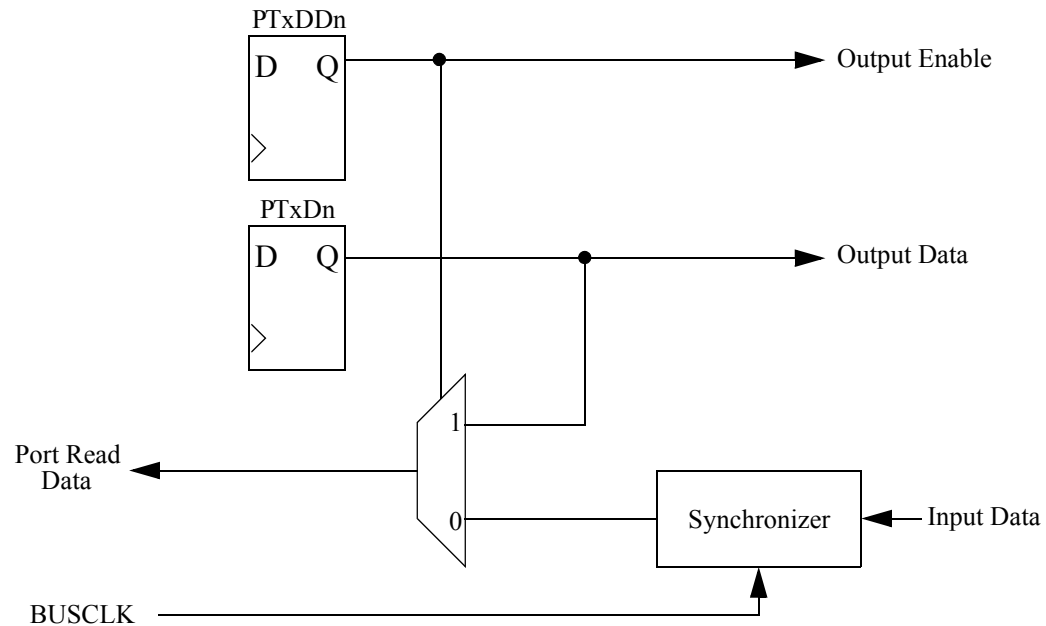 PTxDDn
D Q
Output Enable
PTxDn
D Q
Output Data
1
Port Read
Data
0
Synchronizer
Input Data
BUSCLK